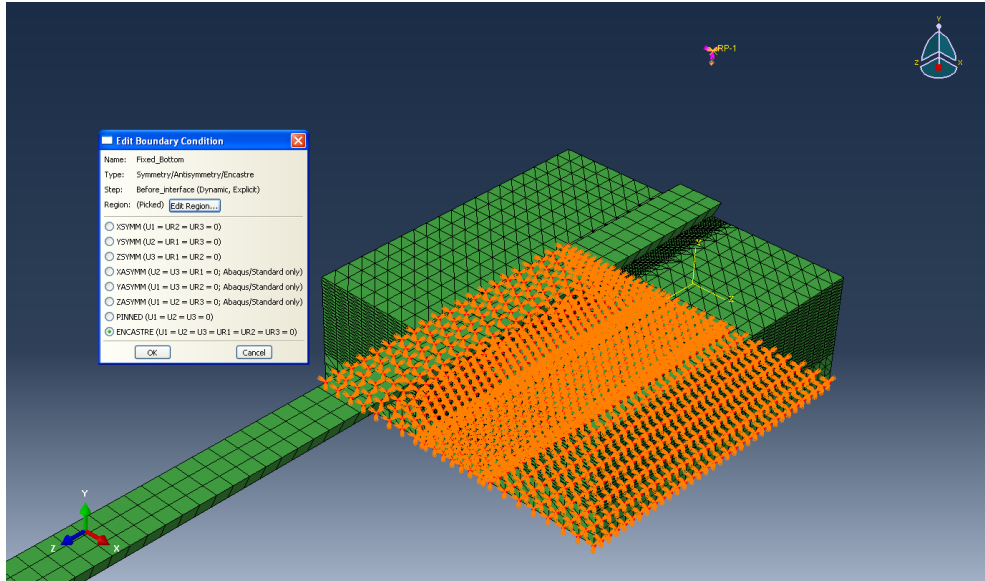 RP-1
Y
Z
X
Edit Boundary Condition
Name: Fixed_Bottom
Type: Symmetry/Antisymmetry/Encastre
Step: Before_interface (Dynamic, Explicit)
Region: (Picked) Edit Region...
XSYMM (U1 = UR2 = UR3 = 0)
YSYMM (U2 = UR1 = UR3 = 0)
ZSYMM (U3 = UR1 = UR2 = 0)
XASYMM (U2 = U3 = UR1 = 0; Abaqus/Standard only)
YASYMM (U1 = U3 = UR2 = 0; Abaqus/Standard only)
ZASYMM (U1 = U2 = UR3 = 0; Abaqus/Standard only)
PINNED (U1 = U2 = U3 = 0)
ENCASTRE (U1 = U2 = U3 = UR1 = UR2 = UR3 = 0)
OK Cancel
Y
Z
Y
Z
X